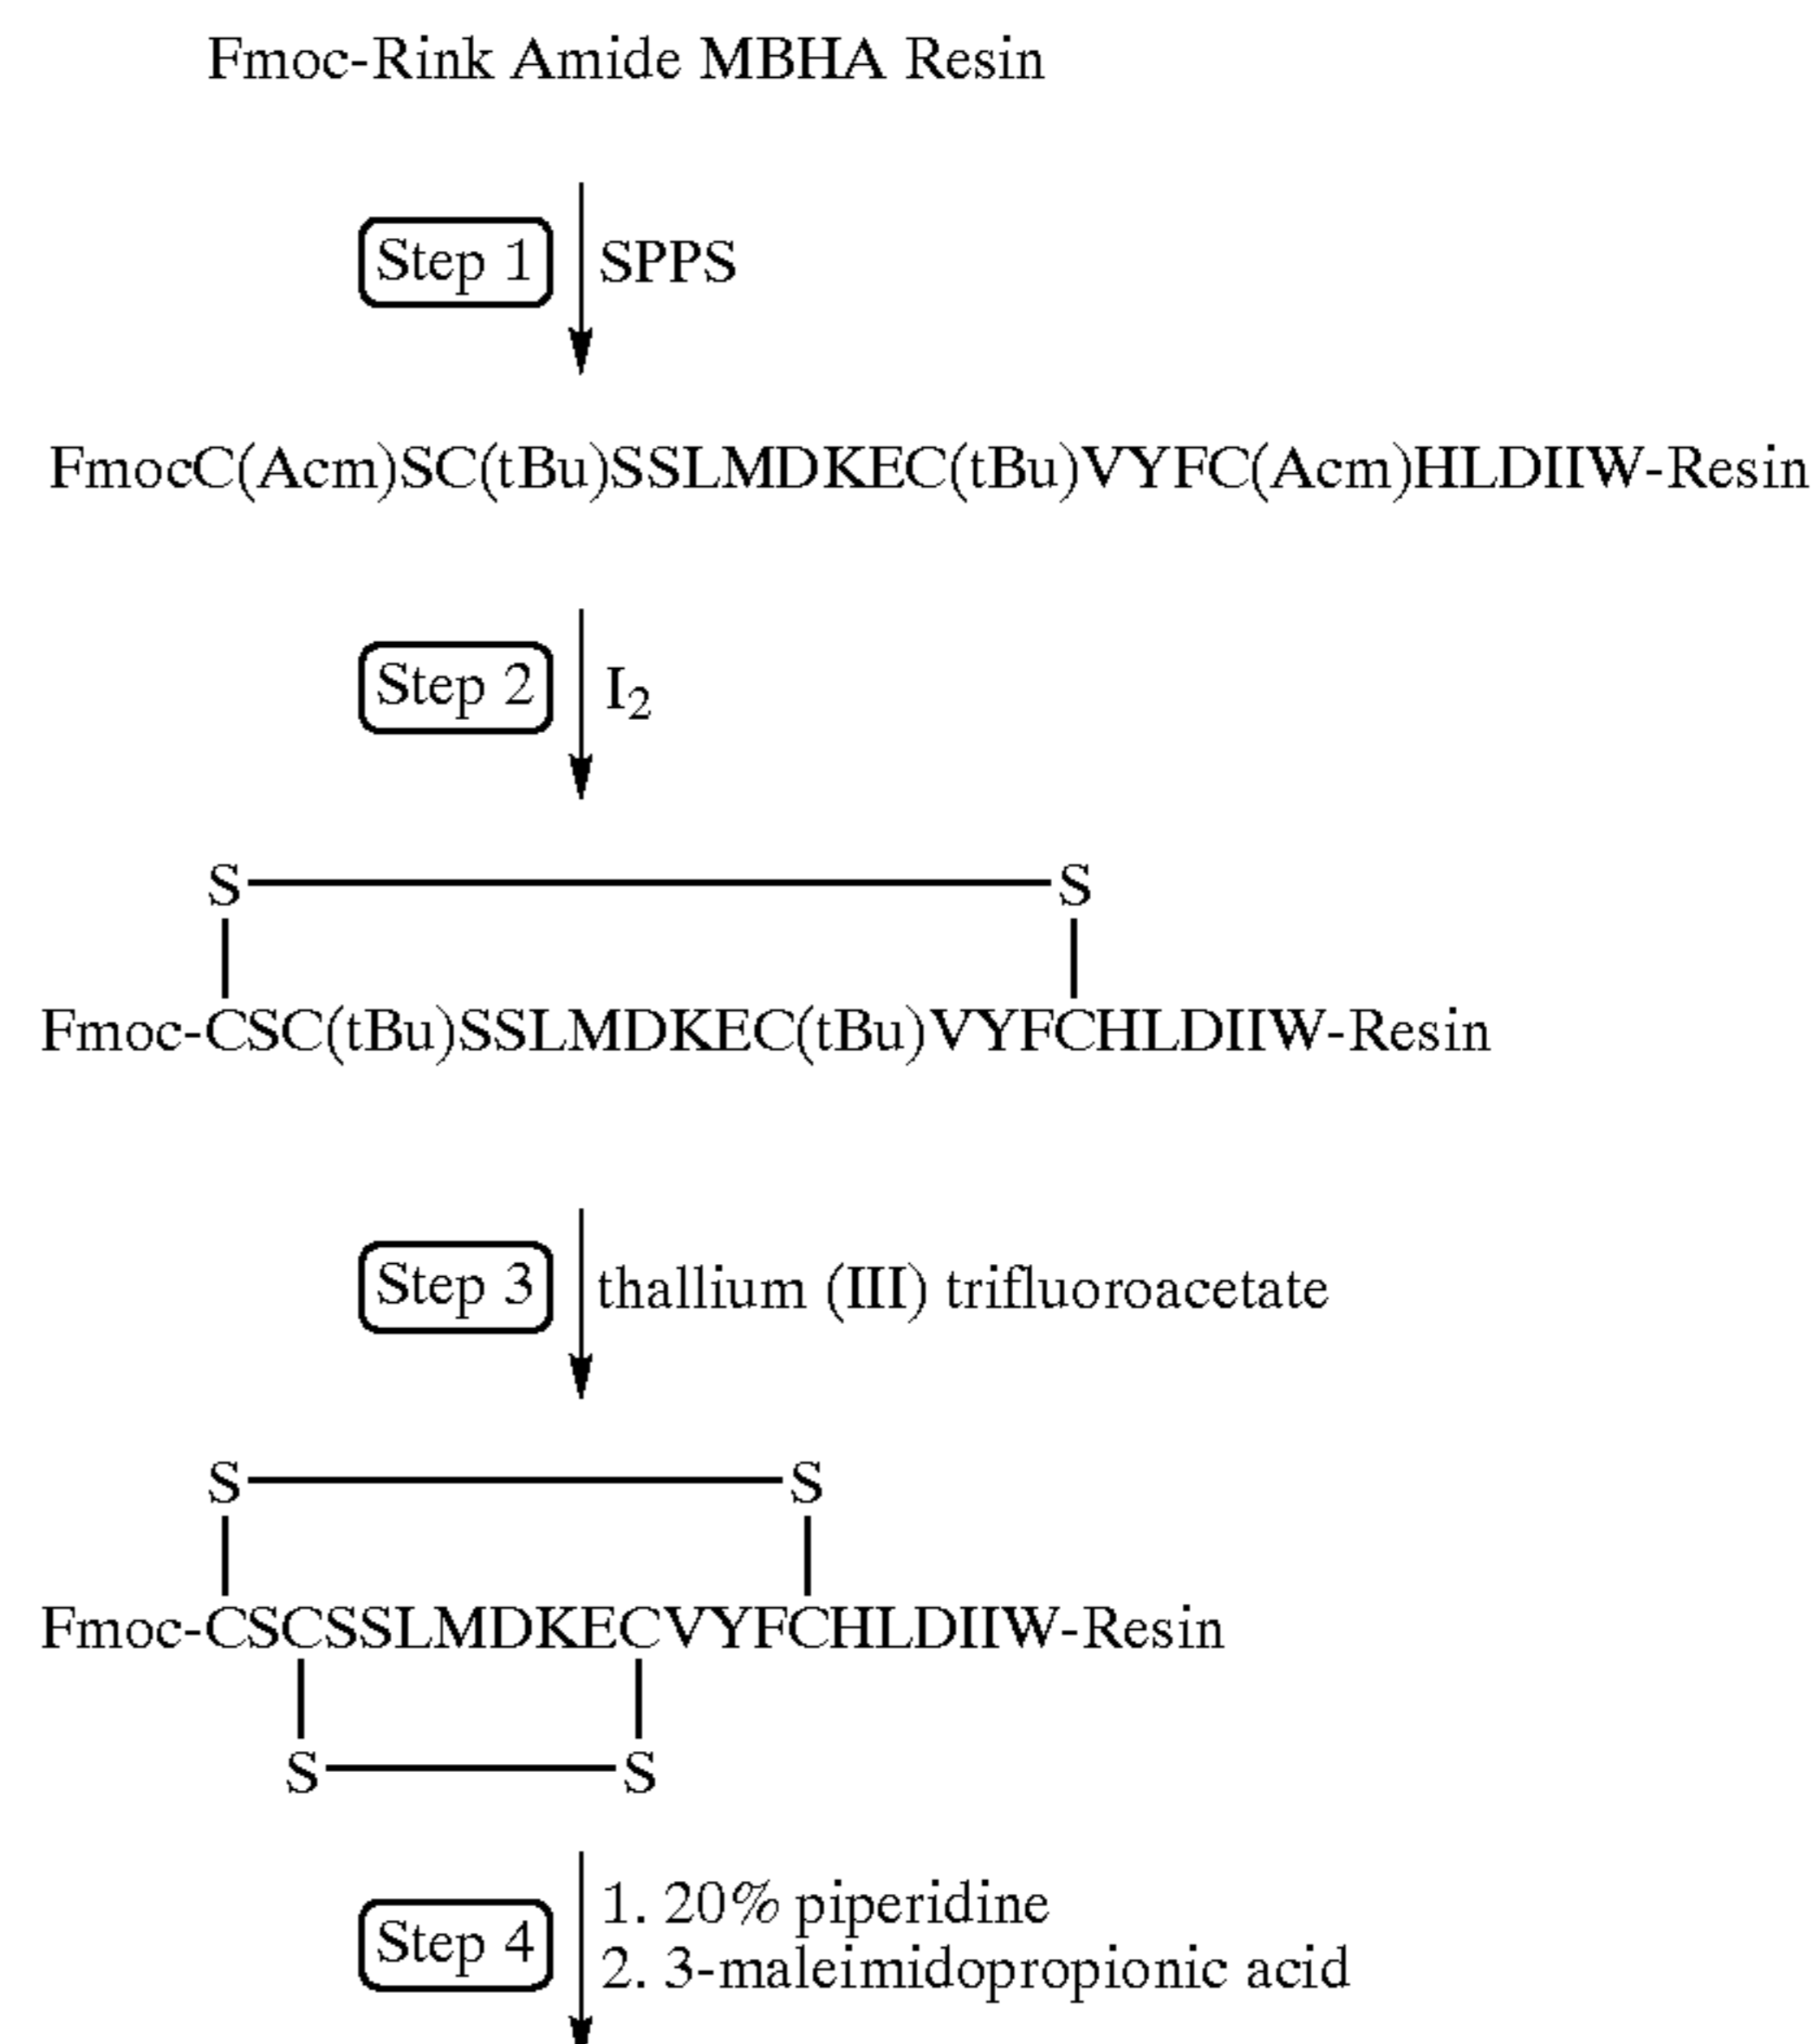 Fmoc-Rink Amide MBHA Resin
Step 1 SPPS
FmocC(Acm)SC(tBu)SSLMDKEC(tBu)VYFC(Acm)HLDIIW-Resin
Step 2 I₂
S S
Fmoc-CSC(tBu)SSLMDKEC(tBu)VYFCHLDIIW-Resin
Step 3 thallium (III) trifluoroacetate
S S
Fmoc-CSCSSLMDKECVYFCHLDIIW-Resin
S S
Step 4
1. 20% piperidine
2. 3-maleimidopropionic acid